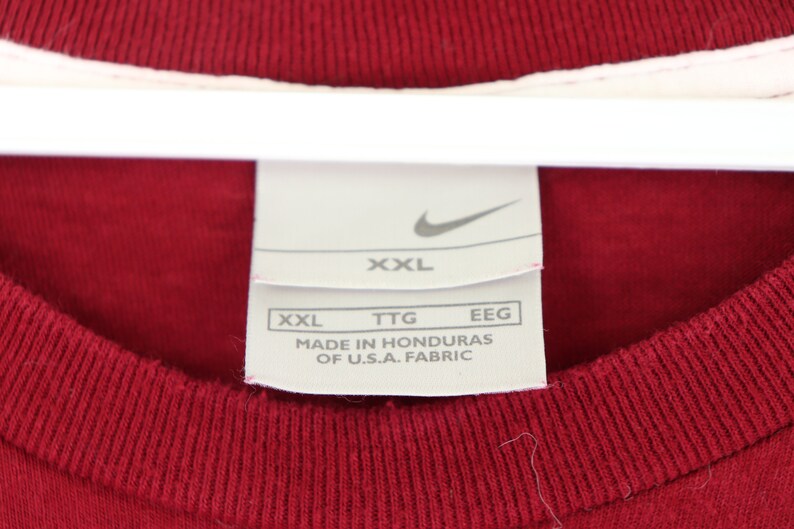 XXL
XXL TTG EEG
MADE IN HONDURAS
OF U.S.A. FABRIC